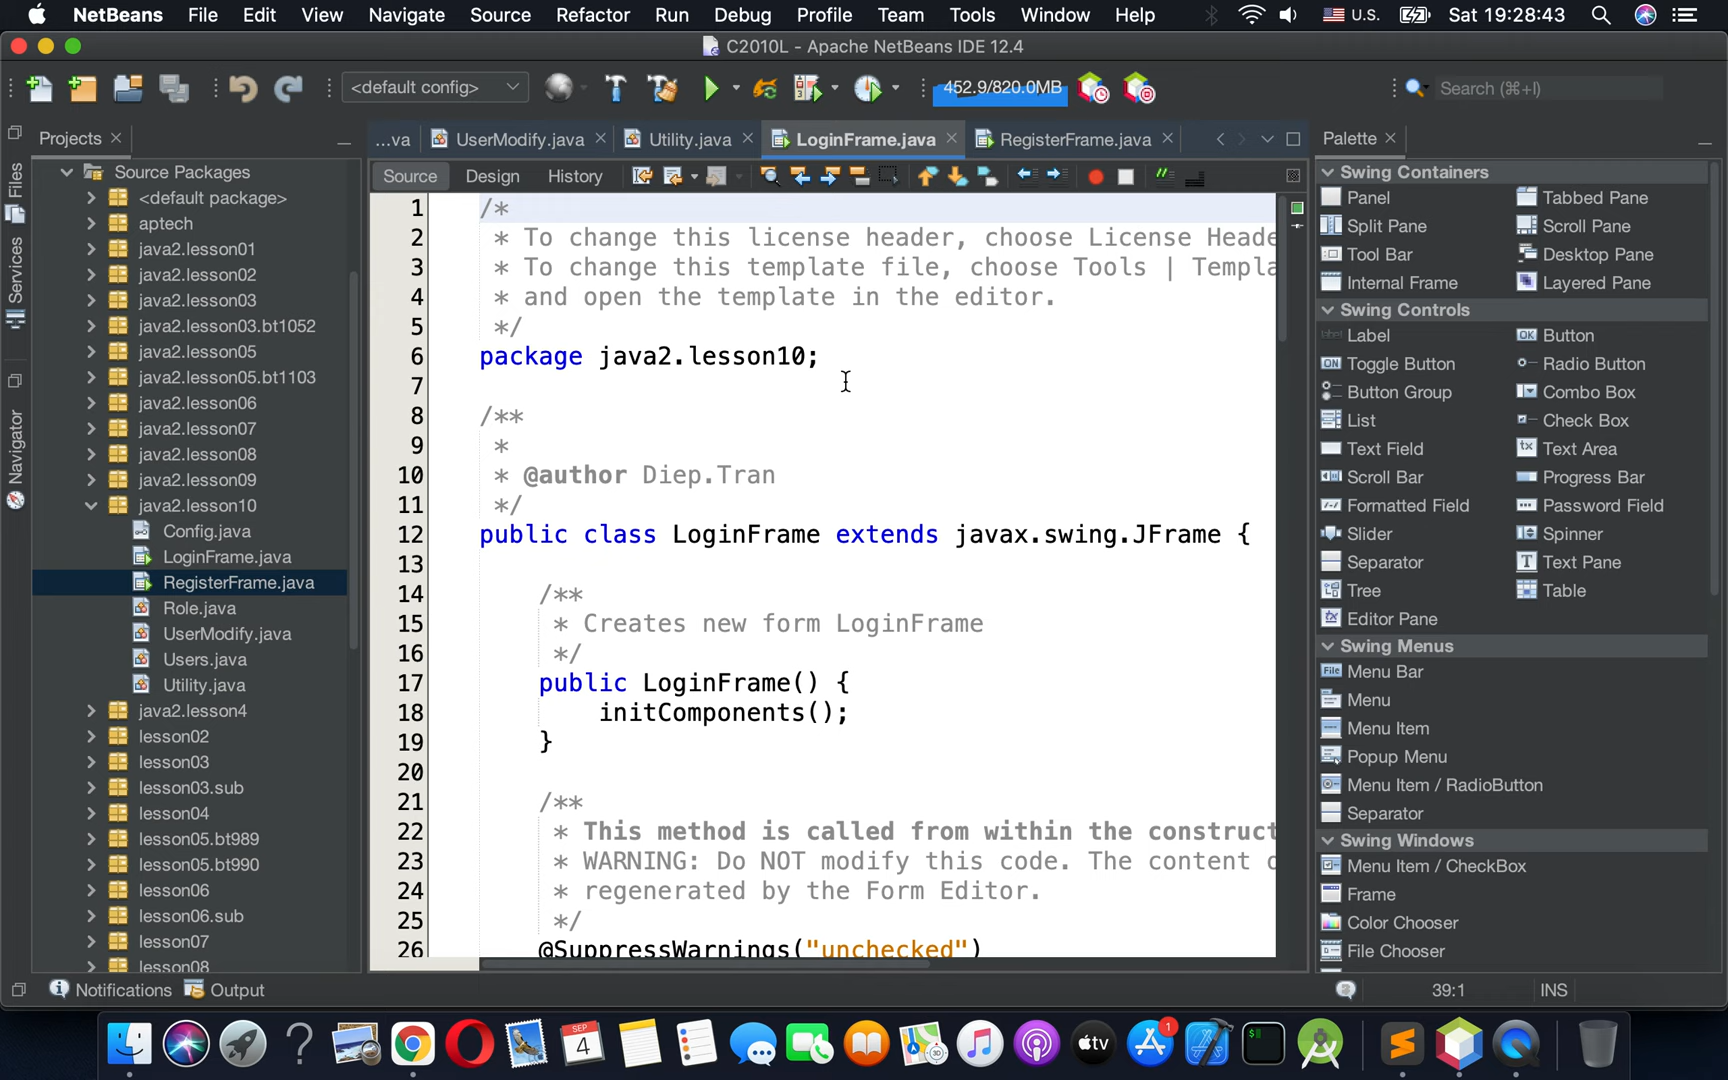 NetBeans File Edit View Navigate Source Refactor Run Debug Profile Team Tools Window Help U.S. Sat 19:28:43
C2010L - Apache NetBeans IDE 12.4
<default config> 452.9/820.0MB Search (⌘+I)
Projects
...va UserModify.java Utility.java LoginFrame.java RegisterFrame.java
Palette
Source Design History
Files
Services
Navigator
Source Packages
<default package>
aptech
java2.lesson01
java2.lesson02
java2.lesson03
java2.lesson03.bt1052
java2.lesson05
java2.lesson05.bt1103
java2.lesson06
java2.lesson07
java2.lesson08
java2.lesson09
java2.lesson10
Config.java
LoginFrame.java
RegisterFrame.java
Role.java
UserModify.java
Users.java
Utility.java
java2.lesson4
lesson02
lesson03
lesson03.sub
lesson04
lesson05.bt989
lesson05.bt990
lesson06
lesson06.sub
lesson07
lesson08
1 /*
2 * To change this license header, choose License Heade
3 * To change this template file, choose Tools | Templa
4 * and open the template in the editor.
5 */
6 package java2.lesson10;
7
8 /**
9 *
10 * @author Diep.Tran
11 */
12 public class LoginFrame extends javax.swing.JFrame {
13
14 /**
15 * Creates new form LoginFrame
16 */
17 public LoginFrame() {
18 initComponents();
19 }
20
21 /**
22 * This method is called from within the construct
23 * WARNING: Do NOT modify this code. The content o
24 * regenerated by the Form Editor.
25 */
26 @SuppressWarnings("unchecked")
Swing Containers
Panel Tabbed Pane
Split Pane Scroll Pane
Tool Bar Desktop Pane
Internal Frame Layered Pane
Swing Controls
Label Button
Toggle Button Radio Button
Button Group Combo Box
List Check Box
Text Field Text Area
Scroll Bar Progress Bar
Formatted Field Password Field
Slider Spinner
Separator Text Pane
Tree Table
Editor Pane
Swing Menus
Menu Bar
Menu
Menu Item
Popup Menu
Menu Item / RadioButton
Separator
Swing Windows
Menu Item / CheckBox
Frame
Color Chooser
File Chooser
Notifications Output 39:1 INS
SEP
4
tv
1